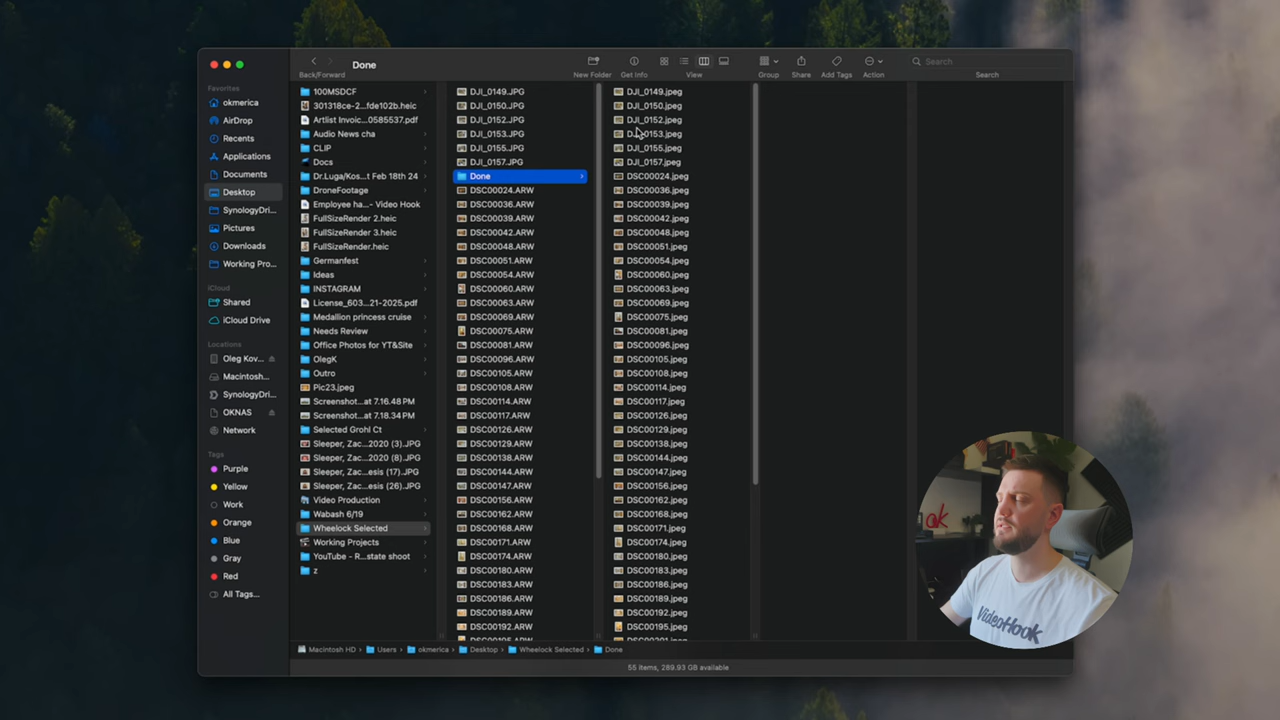 Done
Back/Forward
New Folder
Get Info
View
Group
Share
Add Tags
Action
Search
Search
Favorites
okmerica
AirDrop
Recents
Applications
Documents
Desktop
SynologyDri...
Pictures
Downloads
Working Pro...
iCloud
Shared
iCloud Drive
Locations
Oleg Kov...
Macintosh...
SynologyDri...
OKNAS
Network
Tags
Purple
Yellow
Work
Orange
Blue
Gray
Red
All Tags...
100MSDCF
301318ce-2...fde102b.heic
Artlist Invoic...0585537.pdf
Audio News cha
CLIP
Docs
Dr.Luga/Kos...t Feb 18th 24
DroneFootage
Employee ha...- Video Hook
FullSizeRender 2.heic
FullSizeRender 3.heic
FullSizeRender.heic
Germanfest
Ideas
INSTAGRAM
License_603...21-2025.pdf
Medallion princess cruise
Needs Review
Office Photos for YT&Site
OlegK
Outro
Pic23.jpeg
Screenshot...at 7.16.48 PM
Screenshot...at 7.18.34 PM
Selected Grohl Ct
Sleeper, Zac...2020 (3).JPG
Sleeper, Zac...2020 (8).JPG
Sleeper, Zac...esis (17).JPG
Sleeper, Zac...esis (26).JPG
Video Production
Wabash 6/19
Wheelock Selected
Working Projects
YouTube - R...state shoot
z
DJI_0149.JPG
DJI_0150.JPG
DJI_0152.JPG
DJI_0153.JPG
DJI_0155.JPG
DJI_0157.JPG
Done
DSC00024.ARW
DSC00036.ARW
DSC00039.ARW
DSC00042.ARW
DSC00048.ARW
DSC00051.ARW
DSC00054.ARW
DSC00060.ARW
DSC00063.ARW
DSC00069.ARW
DSC00075.ARW
DSC00081.ARW
DSC00096.ARW
DSC00105.ARW
DSC00108.ARW
DSC00114.ARW
DSC00117.ARW
DSC00126.ARW
DSC00129.ARW
DSC00138.ARW
DSC00144.ARW
DSC00147.ARW
DSC00156.ARW
DSC00162.ARW
DSC00168.ARW
DSC00171.ARW
DSC00174.ARW
DSC00180.ARW
DSC00183.ARW
DSC00186.ARW
DSC00189.ARW
DSC00192.ARW
DSC00195.ARW
DJI_0149.jpeg
DJI_0150.jpeg
DJI_0152.jpeg
DJI_0153.jpeg
DJI_0155.jpeg
DJI_0157.jpeg
DSC00024.jpeg
DSC00036.jpeg
DSC00039.jpeg
DSC00042.jpeg
DSC00048.jpeg
DSC00051.jpeg
DSC00054.jpeg
DSC00060.jpeg
DSC00063.jpeg
DSC00069.jpeg
DSC00075.jpeg
DSC00081.jpeg
DSC00096.jpeg
DSC00105.jpeg
DSC00108.jpeg
DSC00114.jpeg
DSC00117.jpeg
DSC00126.jpeg
DSC00129.jpeg
DSC00138.jpeg
DSC00144.jpeg
DSC00147.jpeg
DSC00156.jpeg
DSC00162.jpeg
DSC00168.jpeg
DSC00171.jpeg
DSC00174.jpeg
DSC00180.jpeg
DSC00183.jpeg
DSC00186.jpeg
DSC00189.jpeg
DSC00192.jpeg
DSC00195.jpeg
Macintosh HD › Users › okmerica › Desktop › Wheelock Selected › Done
55 items, 289.93 GB available
ok
VideoHook